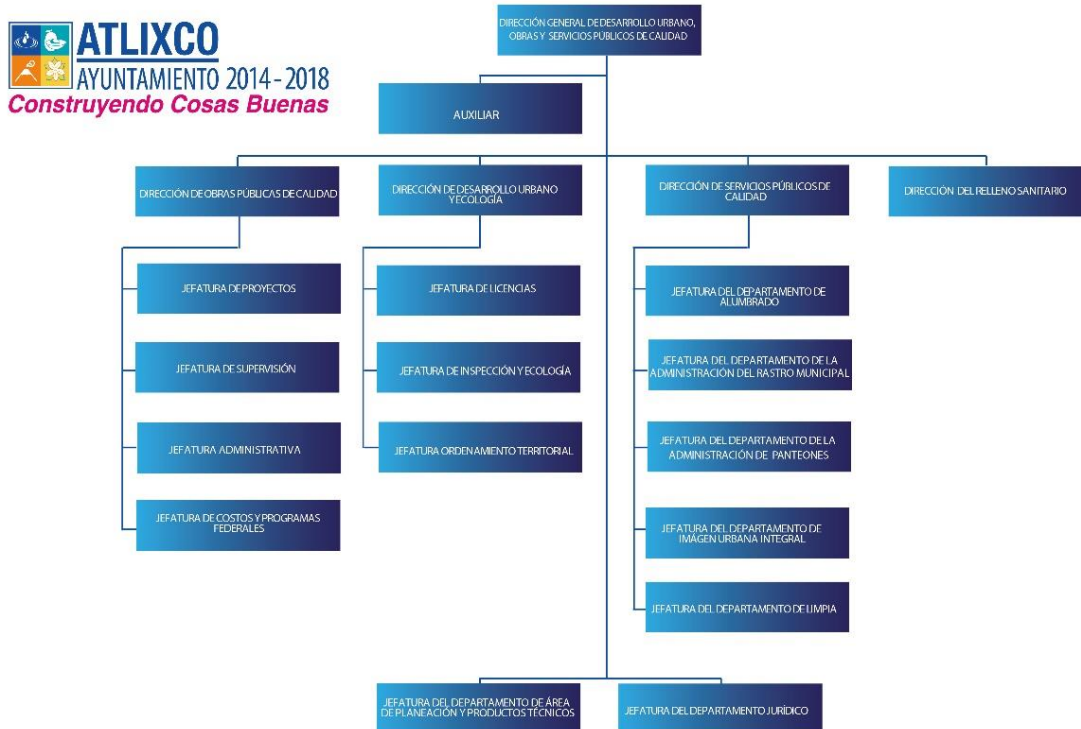 ATLIXCO
AYUNTAMIENTO 2014-2018
Construyendo Cosas Buenas
DIRECCIÓN GENERAL DE DESARROLLO URBANO,
OBRAS Y SERVICIOS PÚBLICOS DE CALIDAD
AUXILIAR
DIRECCIÓN DE OBRAS PÚBLICAS DE CALIDAD
DIRECCIÓN DE DESARROLLO URBANO
Y ECOLOGÍA
DIRECCIÓN DE SERVICIOS PÚBLICOS DE
CALIDAD
DIRECCIÓN DEL RELLENO SANITARIO
JEFATURA DE PROYECTOS
JEFATURA DE SUPERVISIÓN
JEFATURA ADMINISTRATIVA
JEFATURA DE COSTOS Y PROGRAMAS
FEDERALES
JEFATURA DE LICENCIAS
JEFATURA DE INSPECCIÓN Y ECOLOGÍA
JEFATURA ORDENAMIENTO TERRITORIAL
JEFATURA DEL DEPARTAMENTO DE
ALUMBRADO
JEFATURA DEL DEPARTAMENTO DE LA
ADMINISTRACIÓN DEL RASTRO MUNICIPAL
JEFATURA DEL DEPARTAMENTO DE LA
ADMINISTRACIÓN DE PANTEONES
JEFATURA DEL DEPARTAMENTO DE
IMÁGEN URBANA INTEGRAL
JEFATURA DEL DEPARTAMENTO DE LIMPIA
JEFATURA DEL DEPARTAMENTO DE ÁREA
DE PLANEACIÓN Y PRODUCTOS TÉCNICOS
JEFATURA DEL DEPARTAMENTO JURÍDICO